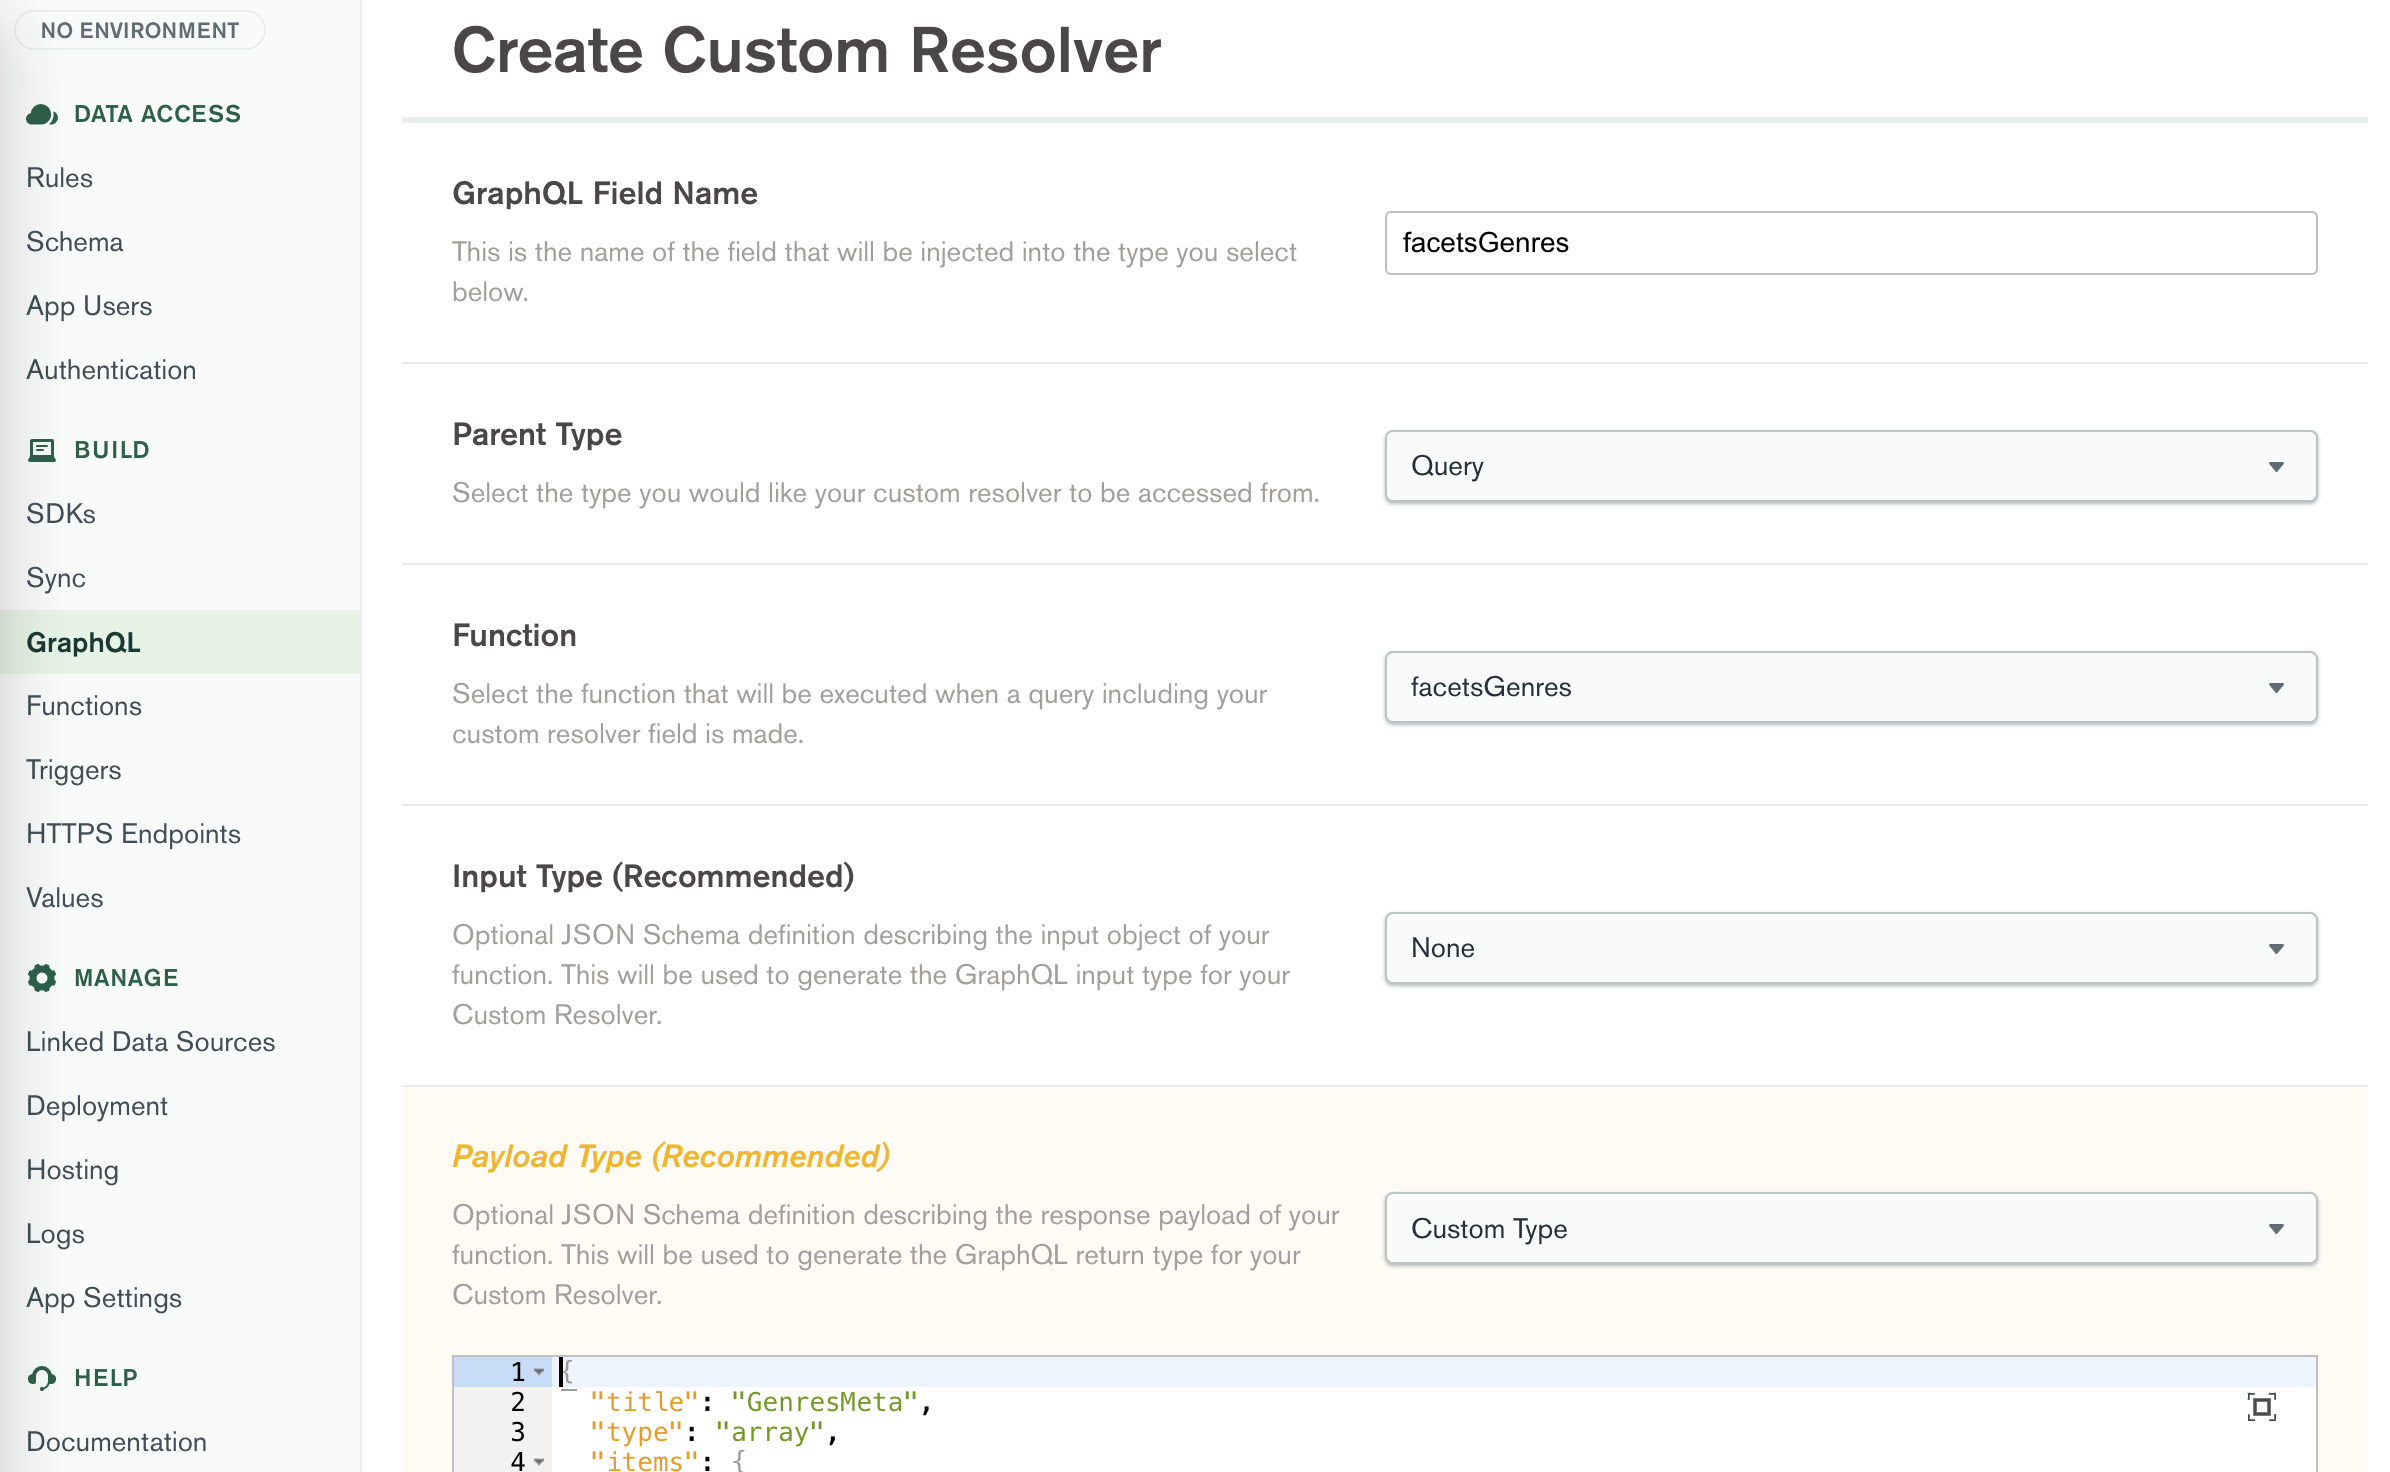 NO ENVIRONMENT
DATA ACCESS
Rules
Schema
App Users
Authentication
BUILD
SDKs
Sync
GraphQL
Functions
Triggers
HTTPS Endpoints
Values
MANAGE
Linked Data Sources
Deployment
Hosting
Logs
App Settings
HELP
Documentation
Create Custom Resolver
GraphQL Field Name
This is the name of the field that will be injected into the type you select
below.
facetsGenres
Parent Type
Select the type you would like your custom resolver to be accessed from.
Query
Function
Select the function that will be executed when a query including your
custom resolver field is made.
facetsGenres
Input Type (Recommended)
Optional JSON Schema definition describing the input object of your
function. This will be used to generate the GraphQL input type for your
Custom Resolver.
None
Payload Type (Recommended)
Optional JSON Schema definition describing the response payload of your
function. This will be used to generate the GraphQL return type for your
Custom Resolver.
Custom Type
1 {
2 "title": "GenresMeta",
3 "type": "array",
4 "items": {